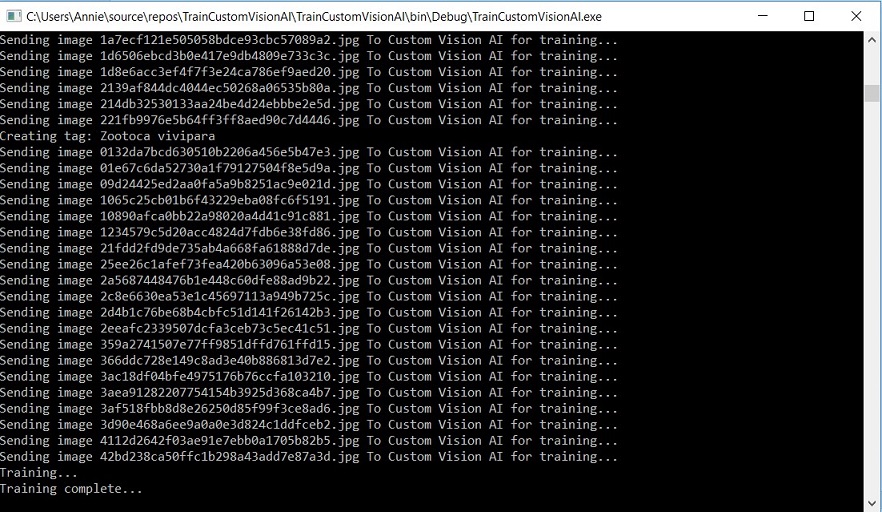 C:\Users\Annie\source\repos\TrainCustomVisionAI\TrainCustomVisionAI\bin\Debug\TrainCustomVisionAI.exe
Sending image 1a7ecf121e505058bdce93cbc57089a2.jpg To Custom Vision AI for training...
Sending image 1d6506ebcd3b0e417e9db4809e733c3c.jpg To Custom Vision AI for training...
Sending image 1d8e6acc3ef4f7f3e24ca786ef9aed20.jpg To Custom Vision AI for training...
Sending image 2139af844dc4044ec50268a06535b80a.jpg To Custom Vision AI for training...
Sending image 214db32530133aa24be4d24ebbbe2e5d.jpg To Custom Vision AI for training...
Sending image 221fb9976e5b64ff3ff8aed90c7d4446.jpg To Custom Vision AI for training...
Creating tag: Zootoca vivipara
Sending image 0132da7bcd630510b2206a456e5b47e3.jpg To Custom Vision AI for training...
Sending image 01e67c6da52730a1f79127504f8e5d9a.jpg To Custom Vision AI for training...
Sending image 09d24425ed2aa0fa5a9b8251ac9e021d.jpg To Custom Vision AI for training...
Sending image 1065c25cb01b6f43229eba08fc6f5191.jpg To Custom Vision AI for training...
Sending image 10890afca0bb22a98020a4d41c91c881.jpg To Custom Vision AI for training...
Sending image 1234579c5d20acc4824d7fdb6e38fd86.jpg To Custom Vision AI for training...
Sending image 21fdd2fd9de735ab4a668fa61888d7de.jpg To Custom Vision AI for training...
Sending image 25ee26c1afef73fea420b63096a53e08.jpg To Custom Vision AI for training...
Sending image 2a5687448476b1e448c60dfe88ad9b22.jpg To Custom Vision AI for training...
Sending image 2c8e6630ea53e1c45697113a949b725c.jpg To Custom Vision AI for training...
Sending image 2d4b1c76be68b4cbfc51d141f26142b3.jpg To Custom Vision AI for training...
Sending image 2eeafc2339507dcfa3ceb73c5ec41c51.jpg To Custom Vision AI for training...
Sending image 359a2741507e77ff9851dffd761ffd15.jpg To Custom Vision AI for training...
Sending image 366ddc728e149c8ad3e40b886813d7e2.jpg To Custom Vision AI for training...
Sending image 3ac18df04bfe4975176b76ccfa103210.jpg To Custom Vision AI for training...
Sending image 3aea91282207754154b3925d368ca4b7.jpg To Custom Vision AI for training...
Sending image 3af518fbb8d8e26250d85f99f3ce8ad6.jpg To Custom Vision AI for training...
Sending image 3d90e468a6ee9a0a0e3d824c1ddfceb2.jpg To Custom Vision AI for training...
Sending image 4112d2642f03ae91e7ebb0a1705b82b5.jpg To Custom Vision AI for training...
Sending image 42bd238ca50ffc1b298a43add7e87a3d.jpg To Custom Vision AI for training...
Training...
Training complete...